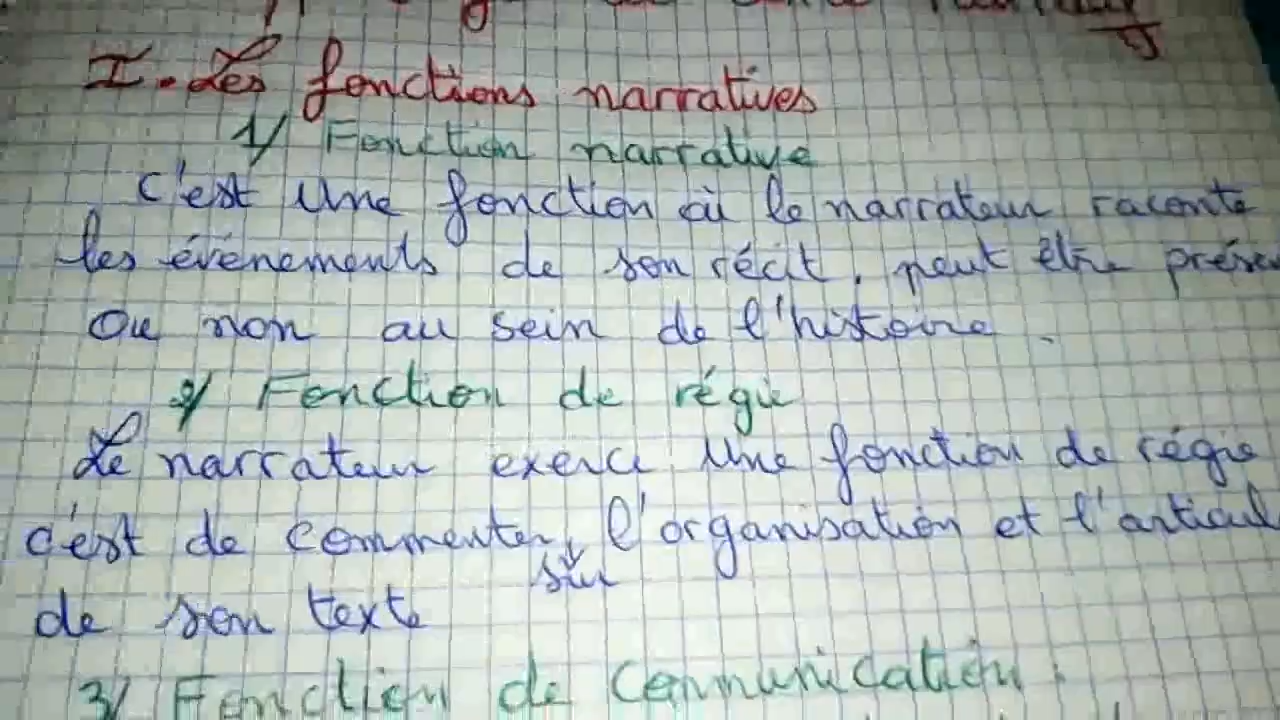 I. Les fonctions narratives
1/ Fonction narrative
c'est une fonction où le narrateur raconte
les événements de son récit, peut être prése
ou non au sein de l'histoire.
2/ Fonction de régie
Le narrateur exerce une fonction de régie
c'est de commenter, l'organisation et l'articul
sur
de son texte
3/ Fonction de communication.